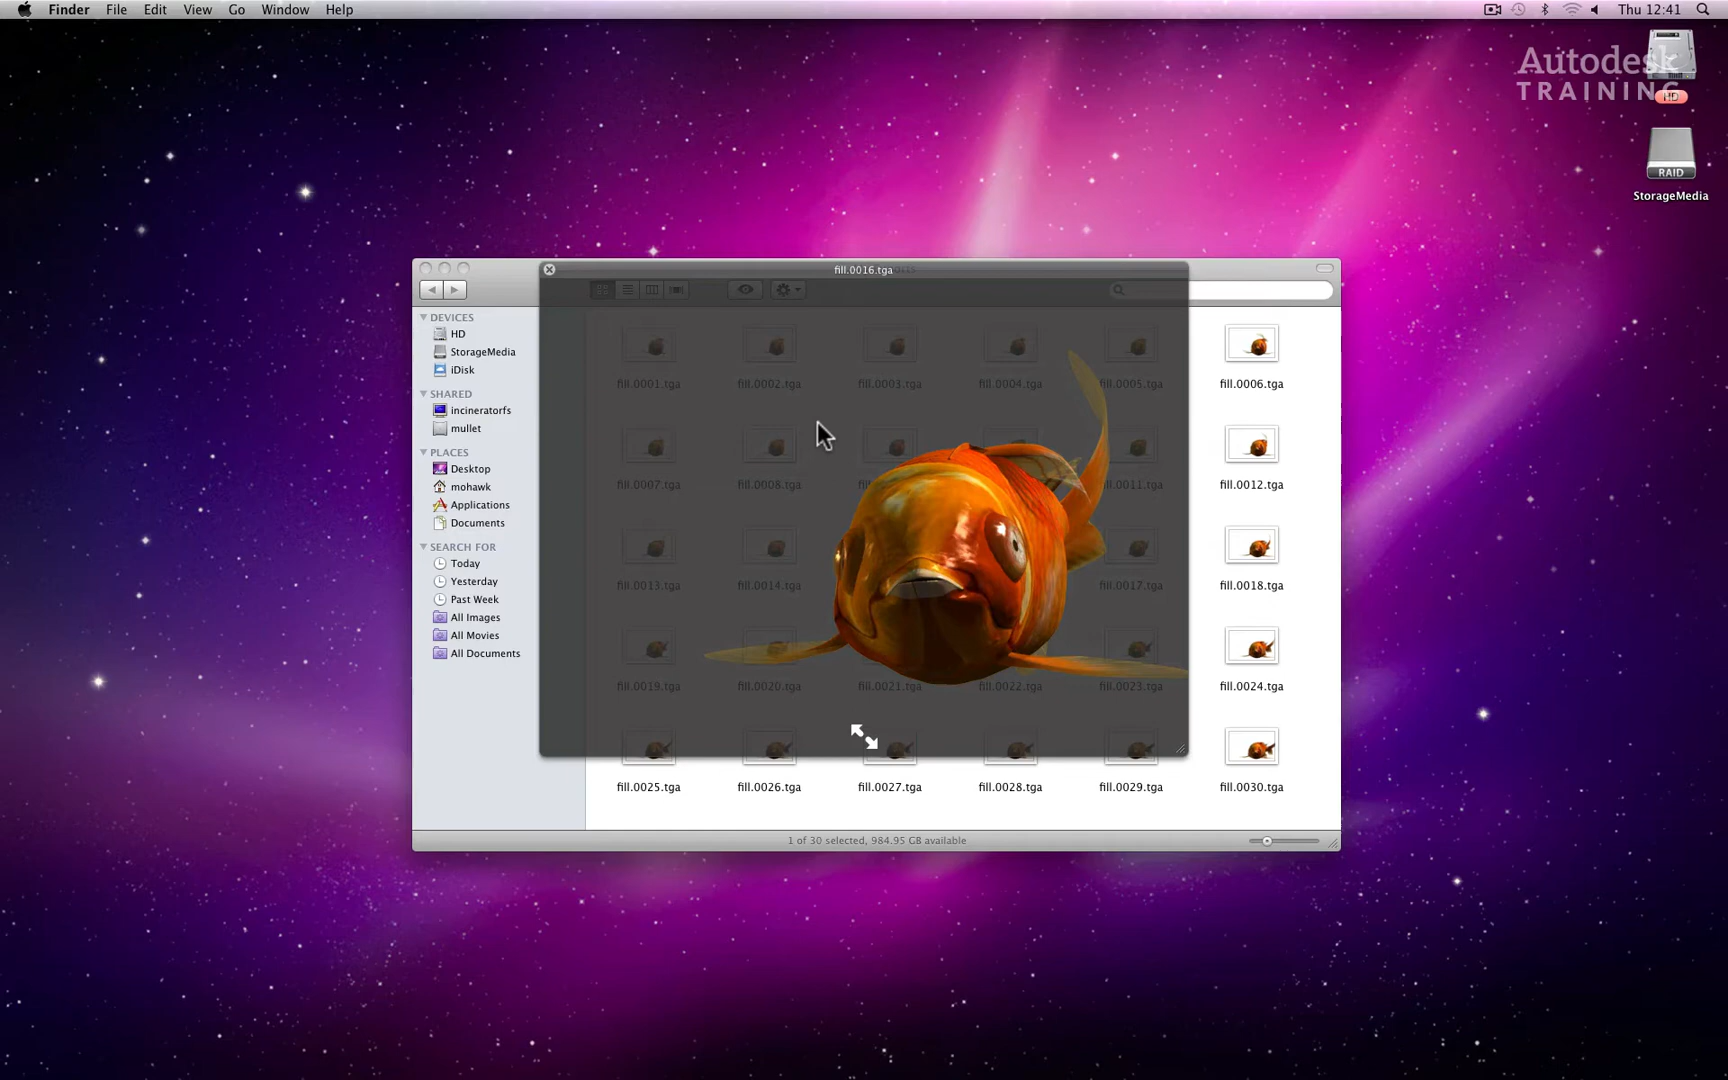 Finder File Edit View Go Window Help
Thu 12:41
Autodesk
TRAINING
HD
RAID
StorageMedia
fill.0016.tga
DEVICES
HD
StorageMedia
iDisk
SHARED
incineratorfs
mullet
PLACES
Desktop
mohawk
Applications
Documents
SEARCH FOR
Today
Yesterday
Past Week
All Images
All Movies
All Documents
fill.0001.tga fill.0002.tga fill.0003.tga fill.0004.tga fill.0005.tga fill.0006.tga
fill.0007.tga fill.0008.tga fill.0011.tga fill.0012.tga
fill.0013.tga fill.0014.tga fill.0017.tga fill.0018.tga
fill.0019.tga fill.0020.tga fill.0021.tga fill.0022.tga fill.0023.tga fill.0024.tga
fill.0025.tga fill.0026.tga fill.0027.tga fill.0028.tga fill.0029.tga fill.0030.tga
1 of 30 selected, 984.95 GB available